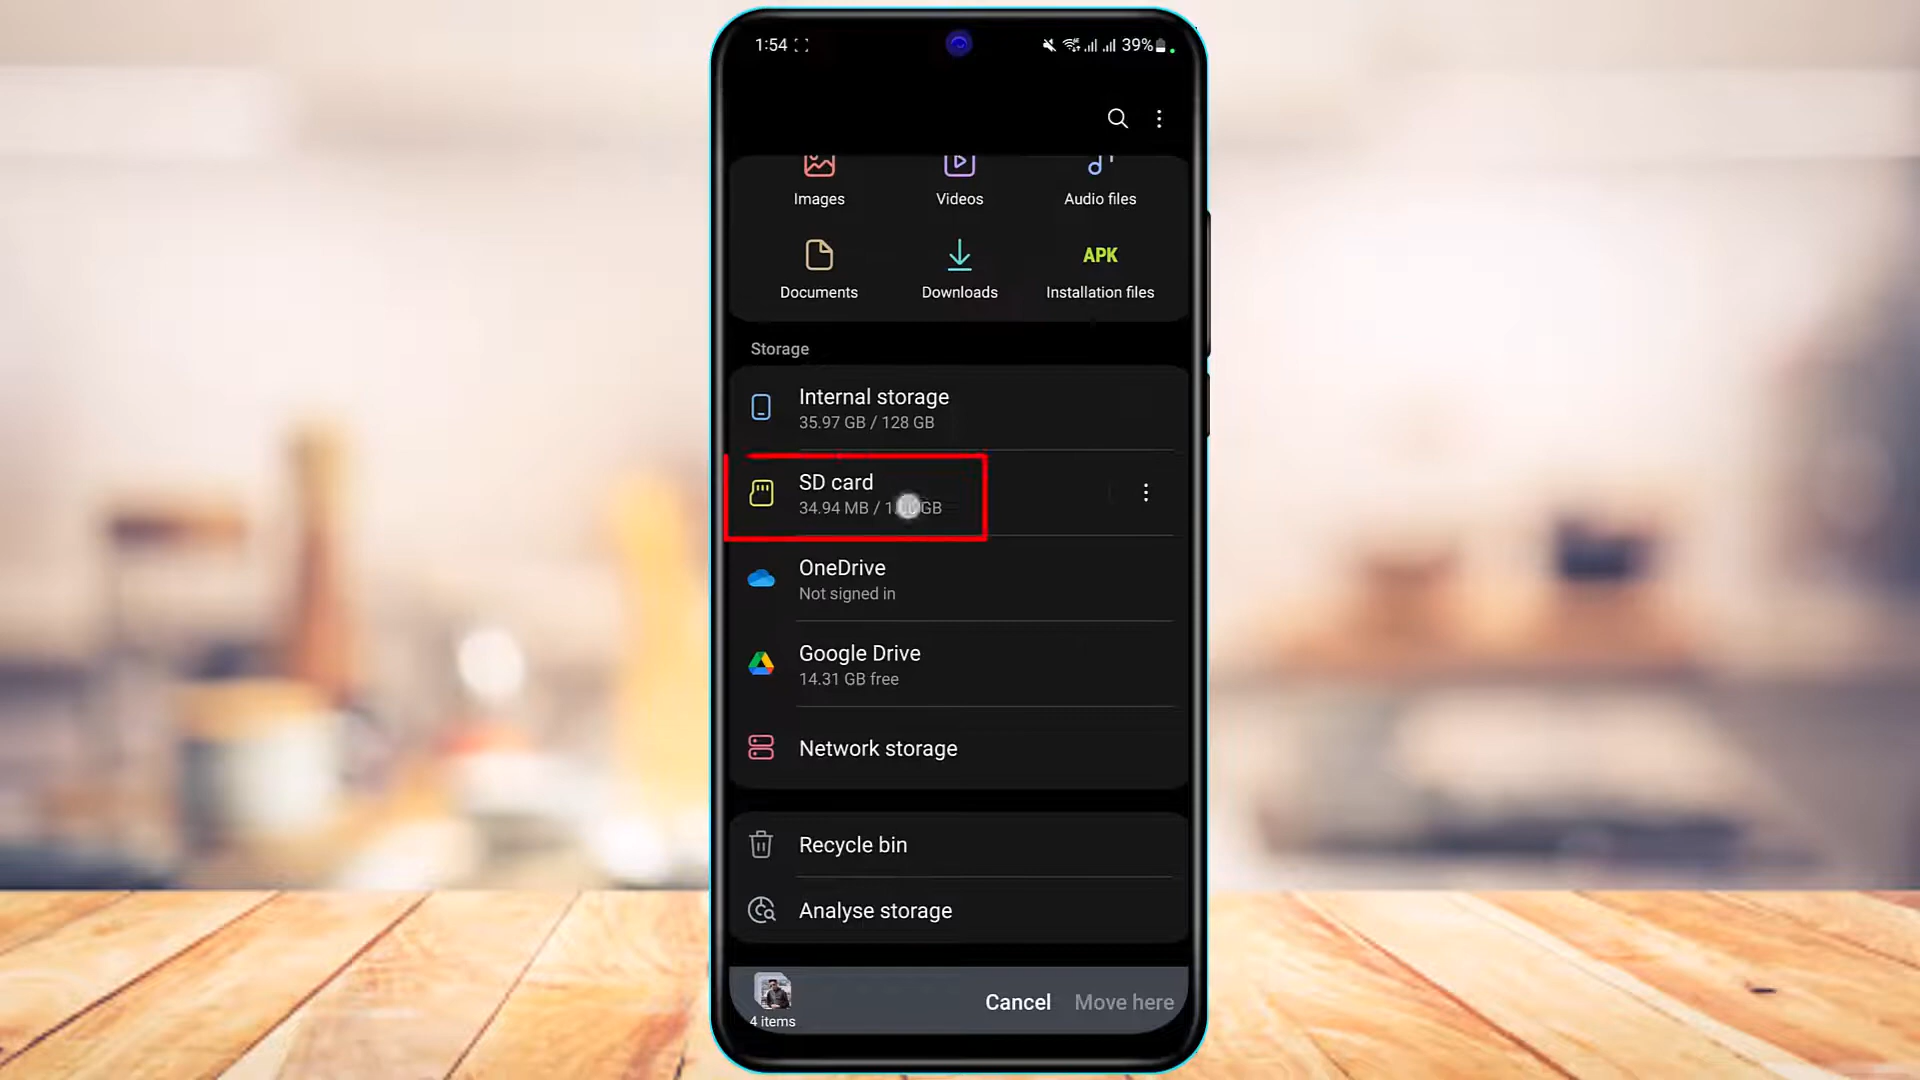 1:54 39%
Images Videos Audio files
APK
Documents Downloads Installation files
Storage
Internal storage
35.97 GB / 128 GB
SD card
34.94 MB / GB
OneDrive
Not signed in
Google Drive
14.31 GB free
Network storage
Recycle bin
Analyse storage
Cancel Move here
4 items